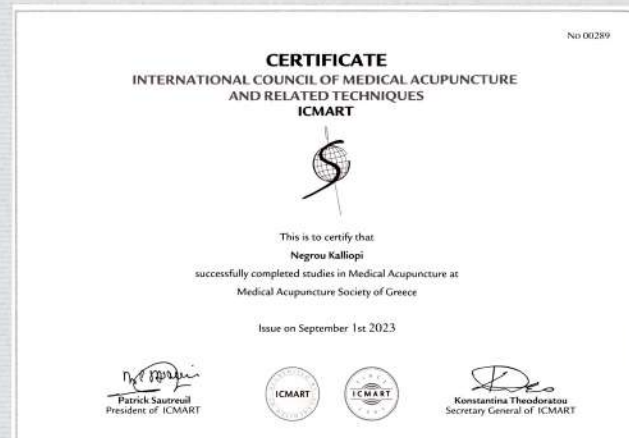 No 00289
CERTIFICATE
INTERNATIONAL COUNCIL OF MEDICAL ACUPUNCTURE
AND RELATED TECHNIQUES
ICMART
This is to certify that
Negrou Kalliopi
successfully completed studies in Medical Acupuncture at
Medical Acupuncture Society of Greece
Issue on September 1st 2023
Patrick Sautreuil
President of ICMART
ICMART
ICMART
Konstantina Theodoratou
Secretary General of ICMART